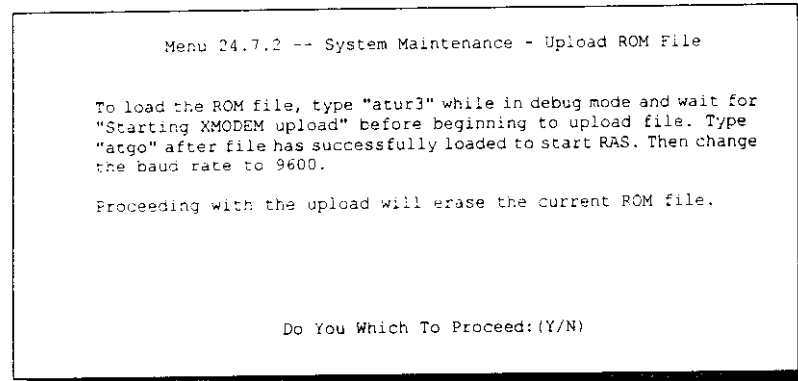 Menu 24.7.2 -- System Maintenance - Upload ROM File
To load the ROM file, type "atur3" while in debug mode and wait for
"Starting XMODEM upload" before beginning to upload file. Type
"atgo" after file has successfully loaded to start RAS. Then change
the baud rate to 9600.
Proceeding with the upload will erase the current ROM file.
Do You Which To Proceed:(Y/N)